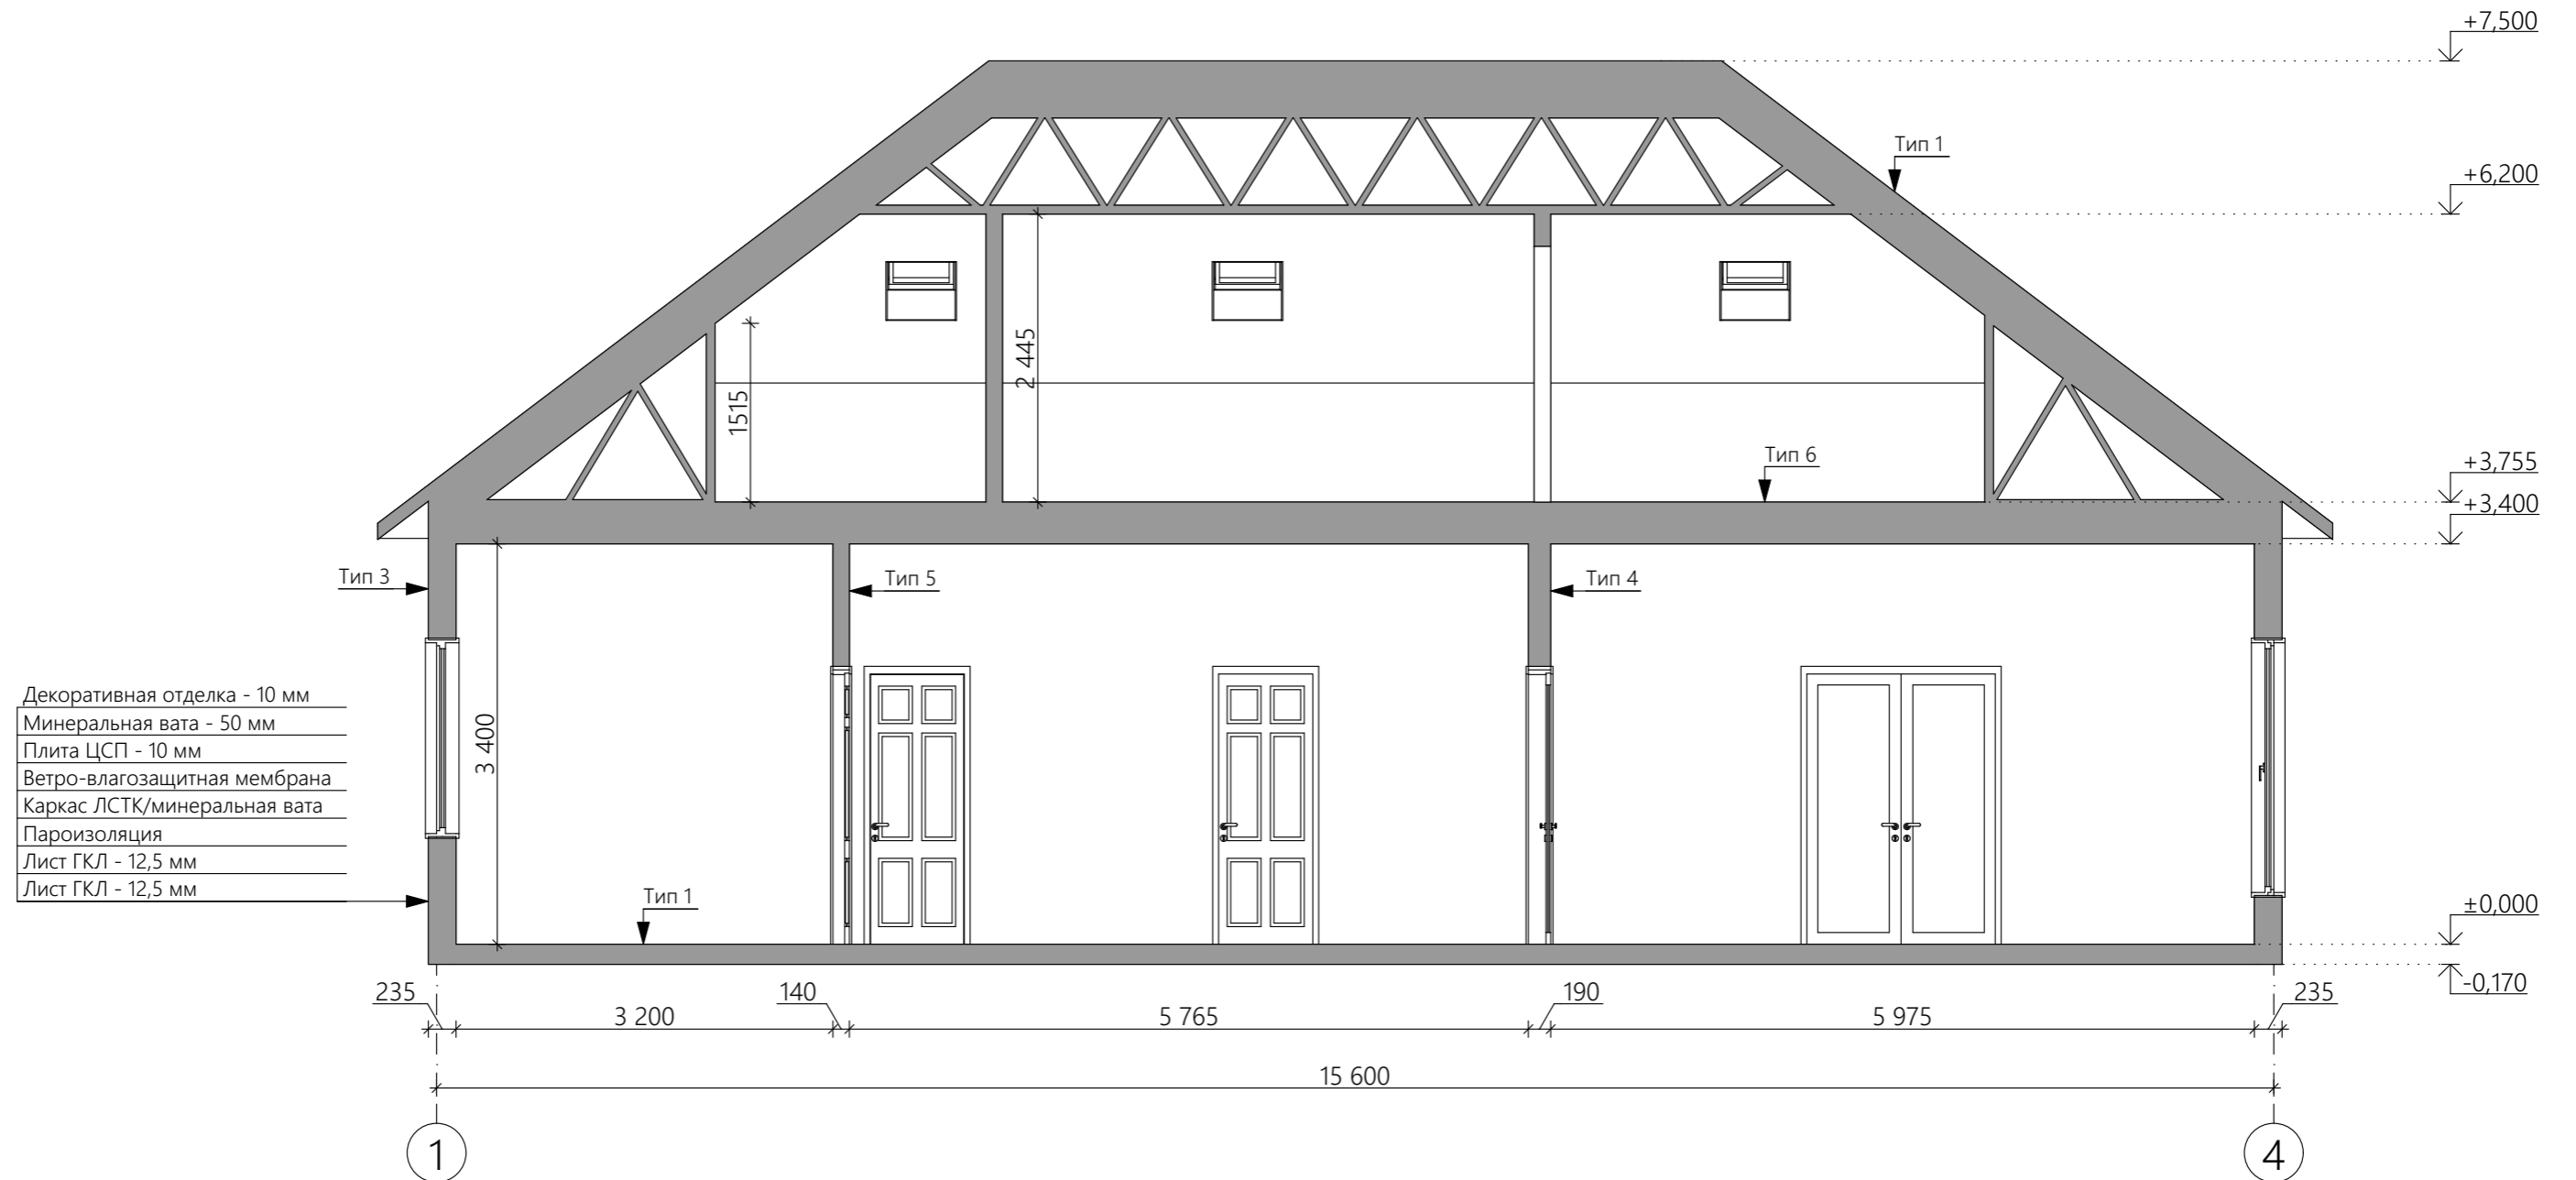 +7,500
Тип 1
+6,200
2 445
1515
Тип 6
+3,755
+3,400
Тип 3
Тип 5
Тип 4
Декоративная отделка - 10 мм
Минеральная вата - 50 мм
Плита ЦСП - 10 мм
Ветро-влагозащитная мембрана
Каркас ЛСТК/минеральная вата
Пароизоляция
Лист ГКЛ - 12,5 мм
Лист ГКЛ - 12,5 мм
3 400
Тип 1
±0,000
-0,170
235
3 200
140
5 765
190
5 975
235
15 600
1
4